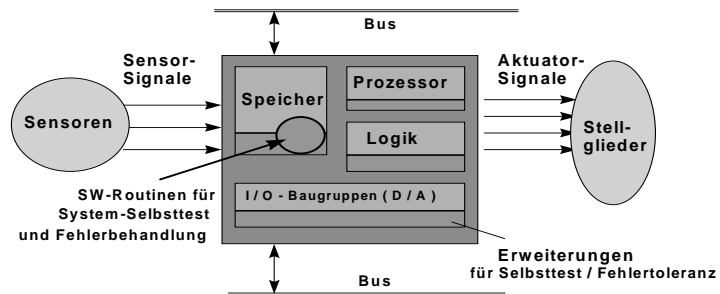 Bus
Sensor-
Signale
Aktuator-
Signale
Sensoren
Speicher
Prozessor
Logik
Stell-
glieder
SW-Routinen für
System-Selbsttest
und Fehlerbehandlung
I / O - Baugruppen ( D / A )
Erweiterungen
für Selbsttest / Fehlertoleranz
Bus